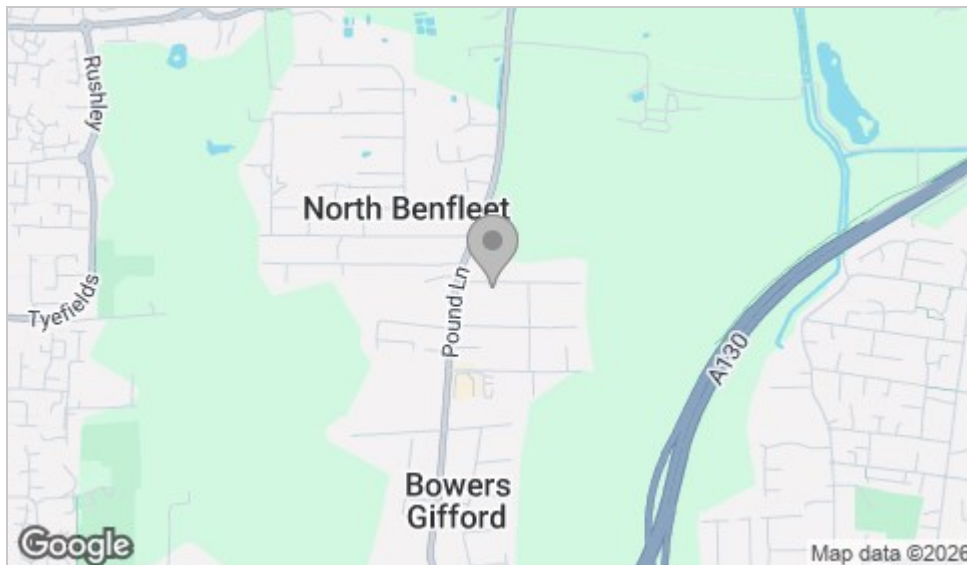 Rushley
North Benfleet
Tyefields
Pound Ln
A130
Bowers
Gifford
Google
Map data ©2026